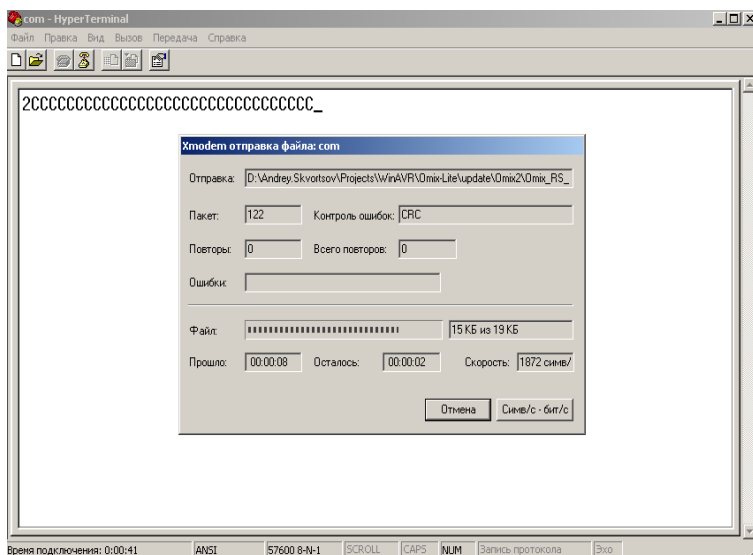 com - HyperTerminal
Файл Правка Вид Вызов Передача Справка
2CCCCCCCCCCCCCCCCCCCCCCCCCCCCCCCCC_
Xmodem отправка файла: com
Отправка: D:\Andrey.Skvortsov\Projects\WinAVR\Omix-Lite\update\Omix2\Omix_RS_
Пакет: 122 Контроль ошибок: CRC
Повторы: 0 Всего повторов: 0
Ошибки:
Файл: 15 КБ из 19 КБ
Прошло: 00:00:08 Осталось: 00:00:02 Скорость: 1872 симв/
Отмена Симв/с - бит/с
Время подключения: 0:00:41 ANSI 57600 8-N-1 SCROLL CAPS NUM Запись протокола Эхо